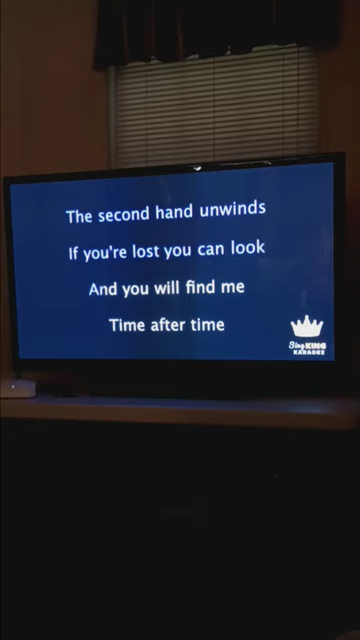 The second hand unwinds
If you're lost you can look
And you will find me
Time after time
Sing KING
KARAOKE